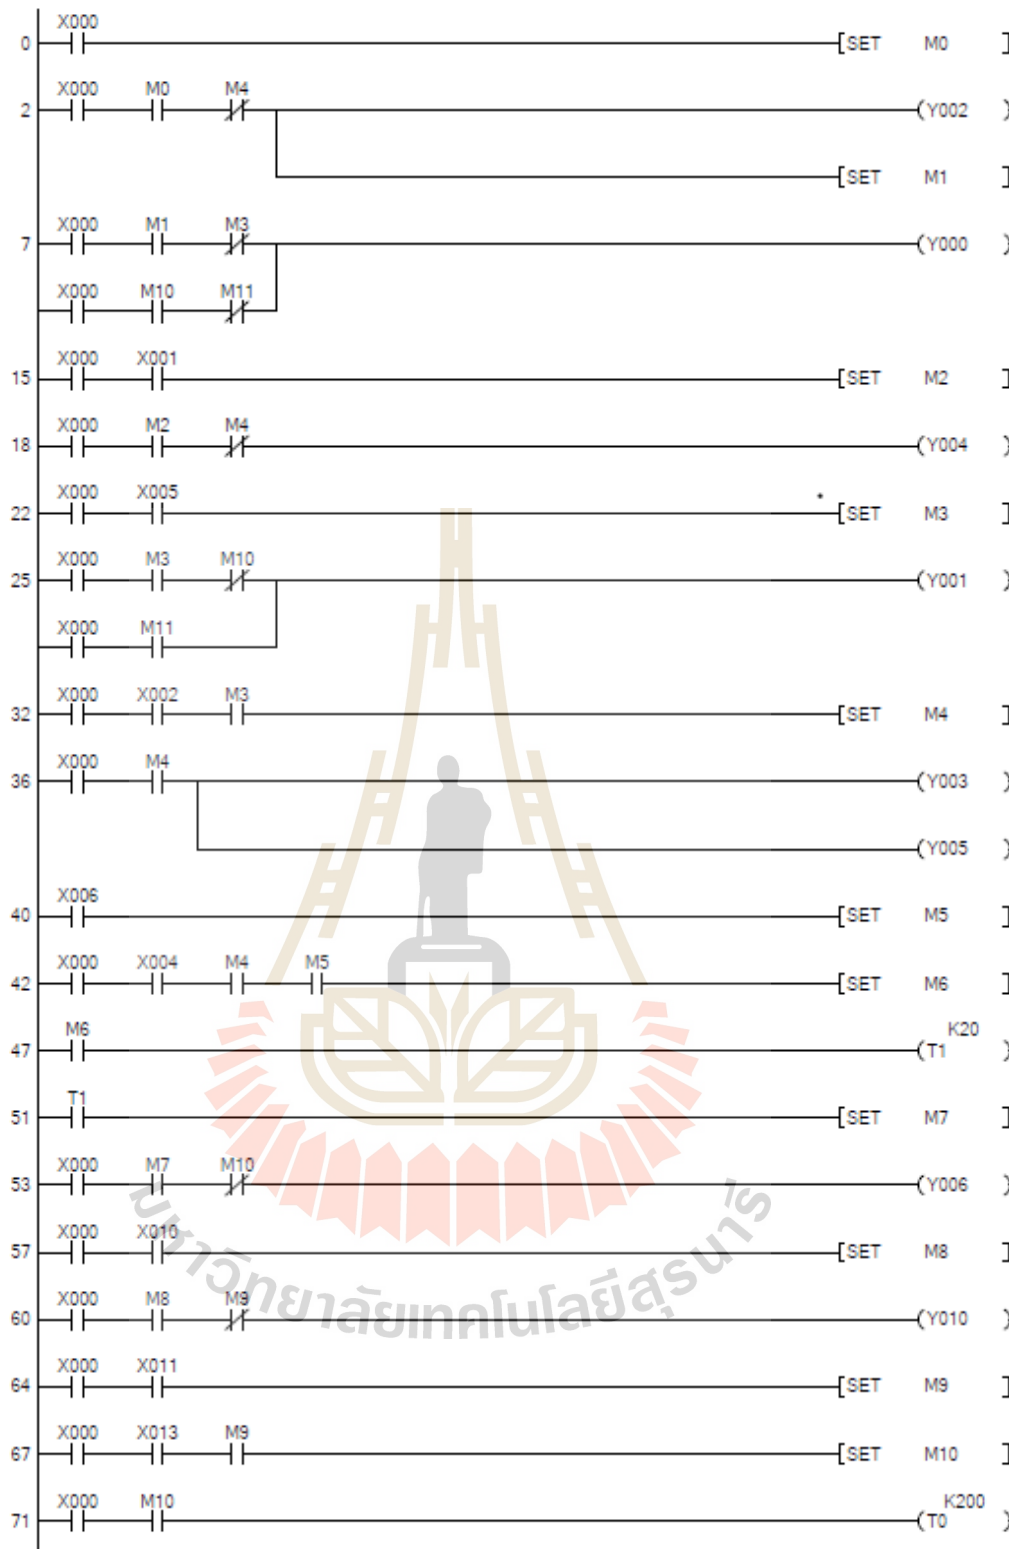 X000
0 [SET M0 ]
X000 M0 M4
2 (Y002 )
[SET M1 ]
X000 M1 M3
7 (Y000 )
X000 M10 M11
X000 X001
15 [SET M2 ]
X000 M2 M4
18 (Y004 )
X000 X005
22 [SET M3 ]
X000 M3 M10
25 (Y001 )
X000 M11
X000 X002 M3
32 [SET M4 ]
X000 M4
36 (Y003 )
(Y005 )
X006
40 [SET M5 ]
X000 X004 M4 M5
42 [SET M6 ]
M6 K20
47 (T1 )
T1
51 [SET M7 ]
X000 M7 M10
53 (Y006 )
X000 X010
57 [SET M8 ]
X000 M8 M9
60 (Y010 )
X000 X011
64 [SET M9 ]
X000 X013 M9
67 [SET M10 ]
X000 M10 K200
71 (T0 )
มหาวิทยาลัยเทคโนโลยีสุรนารี